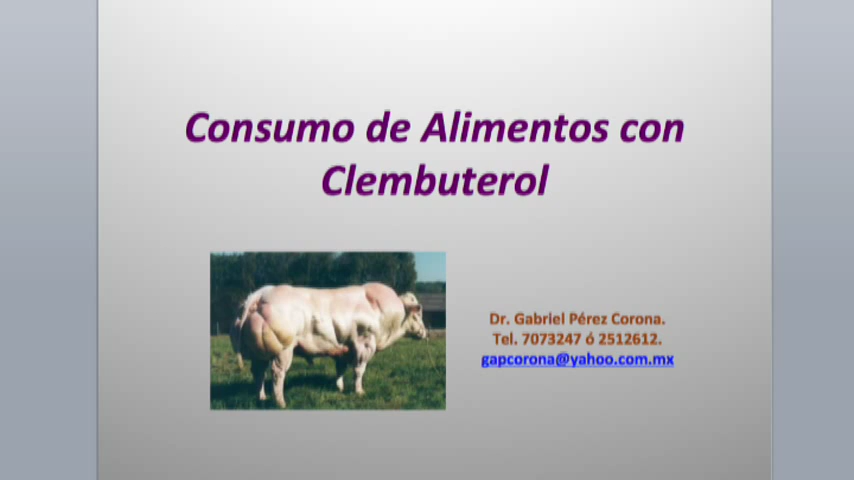 Consumo de Alimentos con
Clembuterol
Dr. Gabriel Pérez Corona.
Tel. 7073247 ó 2512612.
gapcorona@yahoo.com.mx